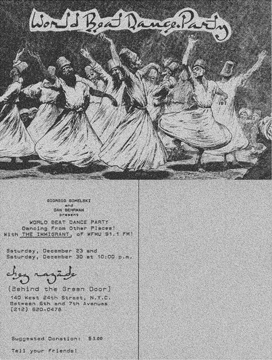 World Beat Dance Party
GIORGIO GOMELSKI
and
DAN BEHRMAN
present
WORLD BEAT DANCE PARTY
Dancing From Other Places!
With THE IMMIGRANT, of WFMU 91.1 FM!
Saturday, December 23 and
Saturday, December 30 at 10:00 p.m.
chez
(Behind the Green Door)
140 West 24th Street, N.Y.C.
Between 6th and 7th Avenues
(212) 620-0478
Suggested Donation: $5.00
Tell your Friends!